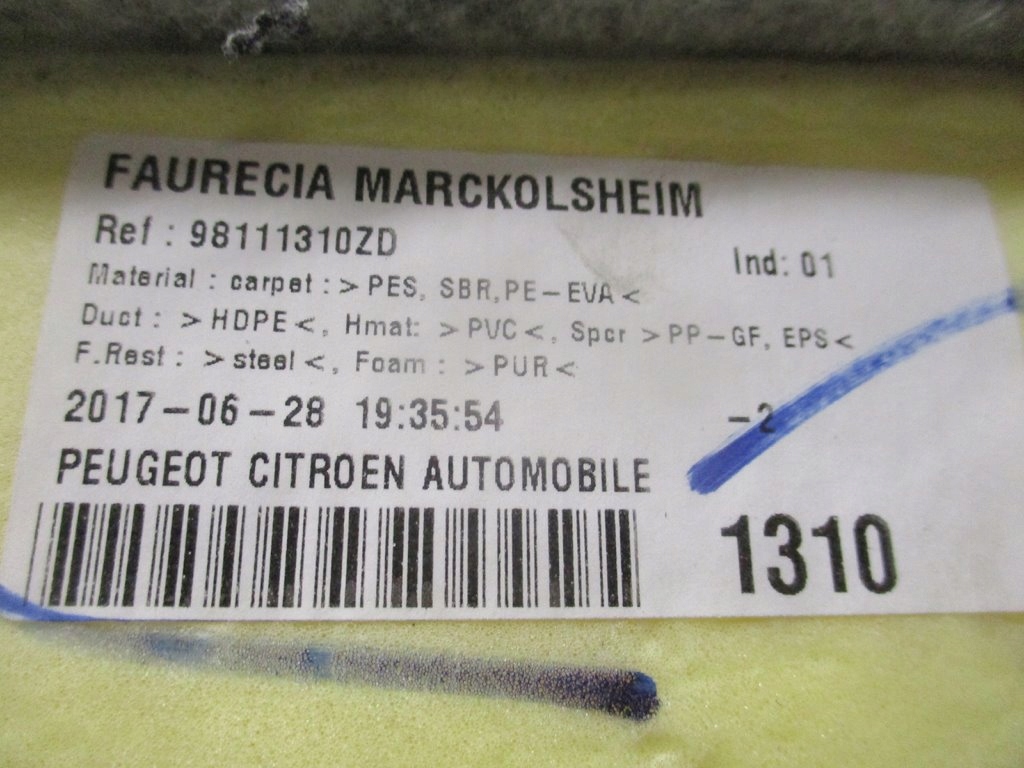 FAURECIA MARCKOLSHEIM
Ref : 98111310ZD
Ind: 01
Material : carpet : > PES, SBR,PE-EVA <
Duct : > HDPE <, Hmat: > PVC <, Spcr > PP-GF, EPS <
F.Rest : > steel <, Foam : > PUR <
2017-06-28 19:35:54 -2
PEUGEOT CITROEN AUTOMOBILE
1310